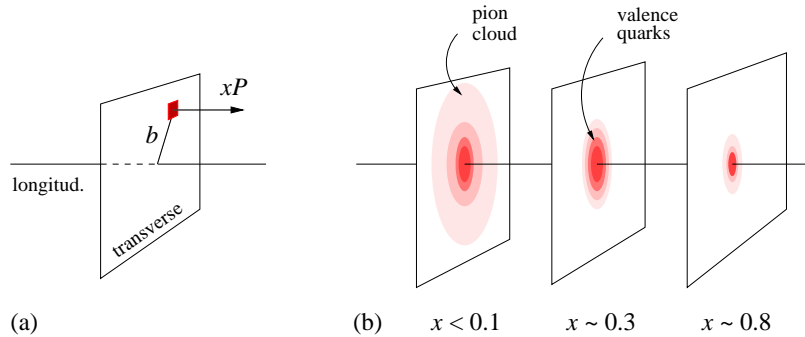 xP
b
longitud.
transverse
(a)
pion
cloud
valence
quarks
(b)
x < 0.1
x ~ 0.3
x ~ 0.8